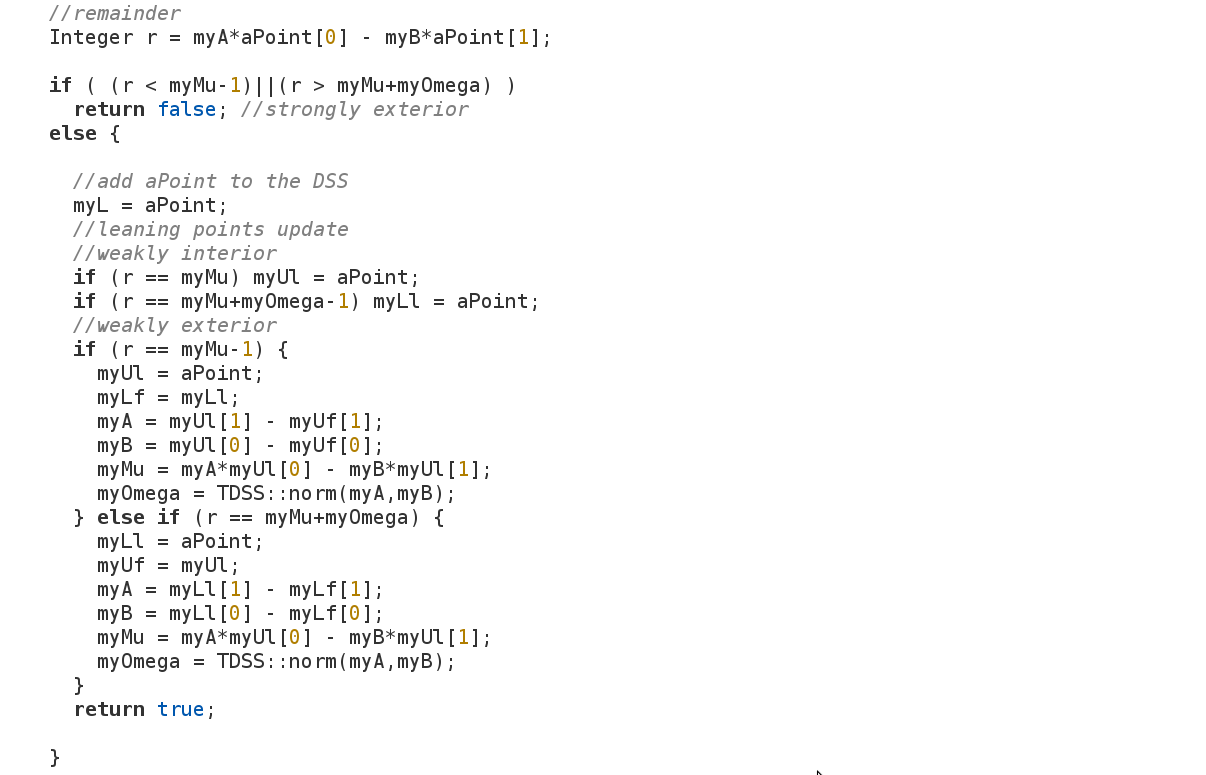 //remainder
Integer r = myA*aPoint[0] - myB*aPoint[1];
if ( (r < myMu-1)||(r > myMu+myOmega) )
return false; //strongly exterior
else {
//add aPoint to the DSS
myL = aPoint;
//leaning points update
//weakly interior
if (r == myMu) myUl = aPoint;
if (r == myMu+myOmega-1) myLl = aPoint;
//weakly exterior
if (r == myMu-1) {
myUl = aPoint;
myLf = myLl;
myA = myUl[1] - myUf[1];
myB = myUl[0] - myUf[0];
myMu = myA*myUl[0] - myB*myUl[1];
myOmega = TDSS::norm(myA,myB);
} else if (r == myMu+myOmega) {
myLl = aPoint;
myUf = myUl;
myA = myLl[1] - myLf[1];
myB = myLl[0] - myLf[0];
myMu = myA*myUl[0] - myB*myUl[1];
myOmega = TDSS::norm(myA,myB);
}
return true;
}